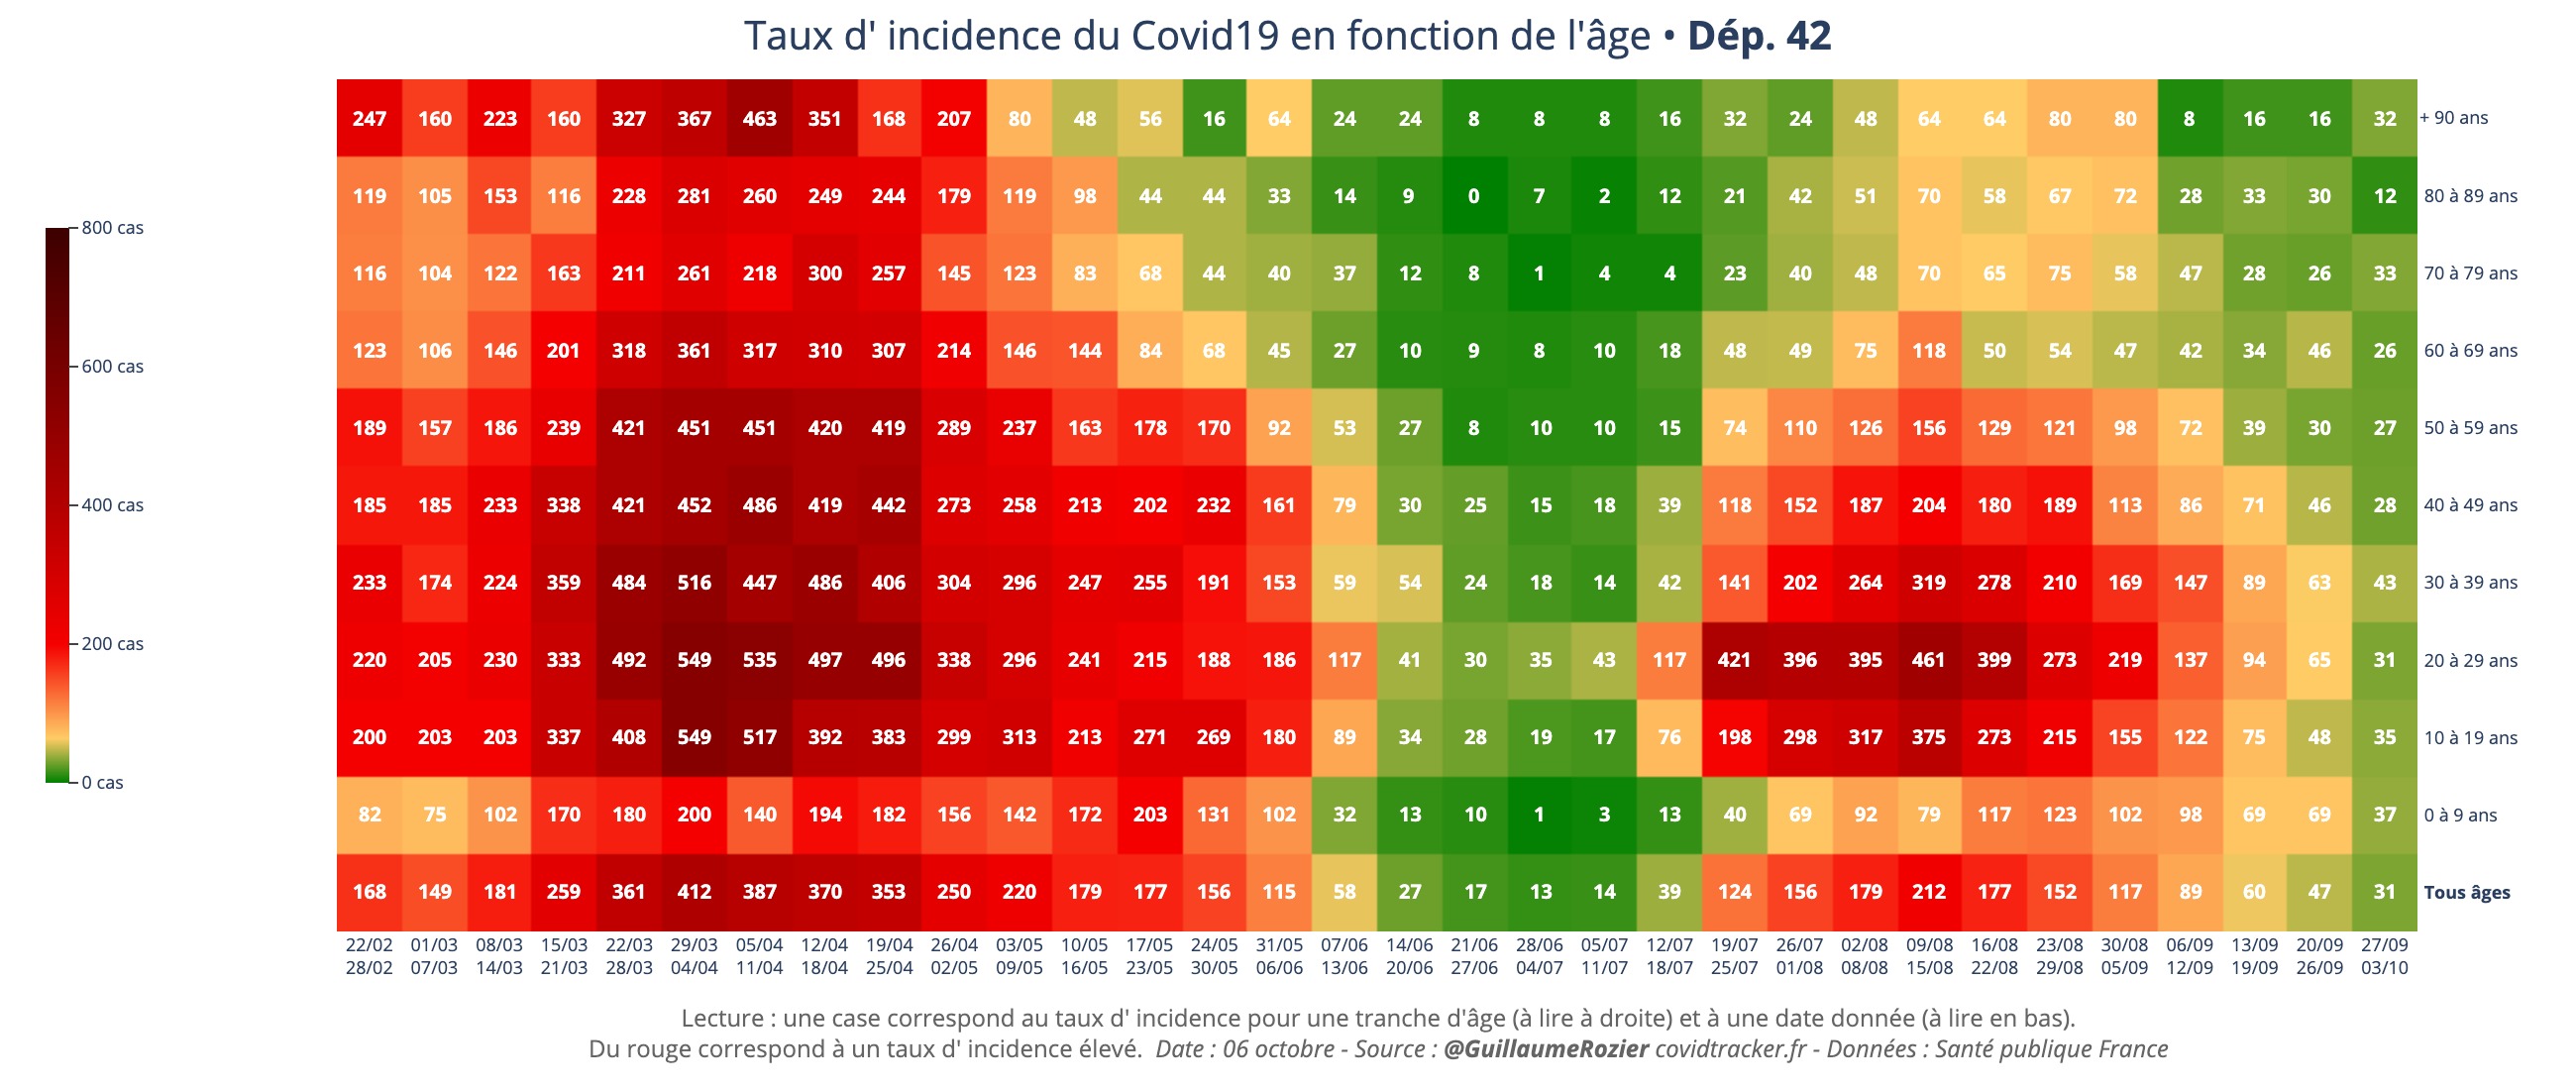 Taux d' incidence du Covid19 en fonction de l'âge • Dép. 42
800 cas
600 cas
400 cas
200 cas
0 cas
247 160 223 160 327 367 463 351 168 207 80 48 56 16 64 24 24 8 8 8 16 32 24 48 64 64 80 80 8 16 16 32 + 90 ans
119 105 153 116 228 281 260 249 244 179 119 98 44 44 33 14 9 0 7 2 12 21 42 51 70 58 67 72 28 33 30 12 80 à 89 ans
116 104 122 163 211 261 218 300 257 145 123 83 68 44 40 37 12 8 1 4 4 23 40 48 70 65 75 58 47 28 26 33 70 à 79 ans
123 106 146 201 318 361 317 310 307 214 146 144 84 68 45 27 10 9 8 10 18 48 49 75 118 50 54 47 42 34 46 26 60 à 69 ans
189 157 186 239 421 451 451 420 419 289 237 163 178 170 92 53 27 8 10 10 15 74 110 126 156 129 121 98 72 39 30 27 50 à 59 ans
185 185 233 338 421 452 486 419 442 273 258 213 202 232 161 79 30 25 15 18 39 118 152 187 204 180 189 113 86 71 46 28 40 à 49 ans
233 174 224 359 484 516 447 486 406 304 296 247 255 191 153 59 54 24 18 14 42 141 202 264 319 278 210 169 147 89 63 43 30 à 39 ans
220 205 230 333 492 549 535 497 496 338 296 241 215 188 186 117 41 30 35 43 117 421 396 395 461 399 273 219 137 94 65 31 20 à 29 ans
200 203 203 337 408 549 517 392 383 299 313 213 271 269 180 89 34 28 19 17 76 198 298 317 375 273 215 155 122 75 48 35 10 à 19 ans
82 75 102 170 180 200 140 194 182 156 142 172 203 131 102 32 13 10 1 3 13 40 69 92 79 117 123 102 98 69 69 37 0 à 9 ans
168 149 181 259 361 412 387 370 353 250 220 179 177 156 115 58 27 17 13 14 39 124 156 179 212 177 152 117 89 60 47 31 Tous âges
22/02 01/03 08/03 15/03 22/03 29/03 05/04 12/04 19/04 26/04 03/05 10/05 17/05 24/05 31/05 07/06 14/06 21/06 28/06 05/07 12/07 19/07 26/07 02/08 09/08 16/08 23/08 30/08 06/09 13/09 20/09 27/09
28/02 07/03 14/03 21/03 28/03 04/04 11/04 18/04 25/04 02/05 09/05 16/05 23/05 30/05 06/06 13/06 20/06 27/06 04/07 11/07 18/07 25/07 01/08 08/08 15/08 22/08 29/08 05/09 12/09 19/09 26/09 03/10
Lecture : une case correspond au taux d' incidence pour une tranche d'âge (à lire à droite) et à une date donnée (à lire en bas).
Du rouge correspond à un taux d' incidence élevé. Date : 06 octobre - Source : @GuillaumeRozier covidtracker.fr - Données : Santé publique France